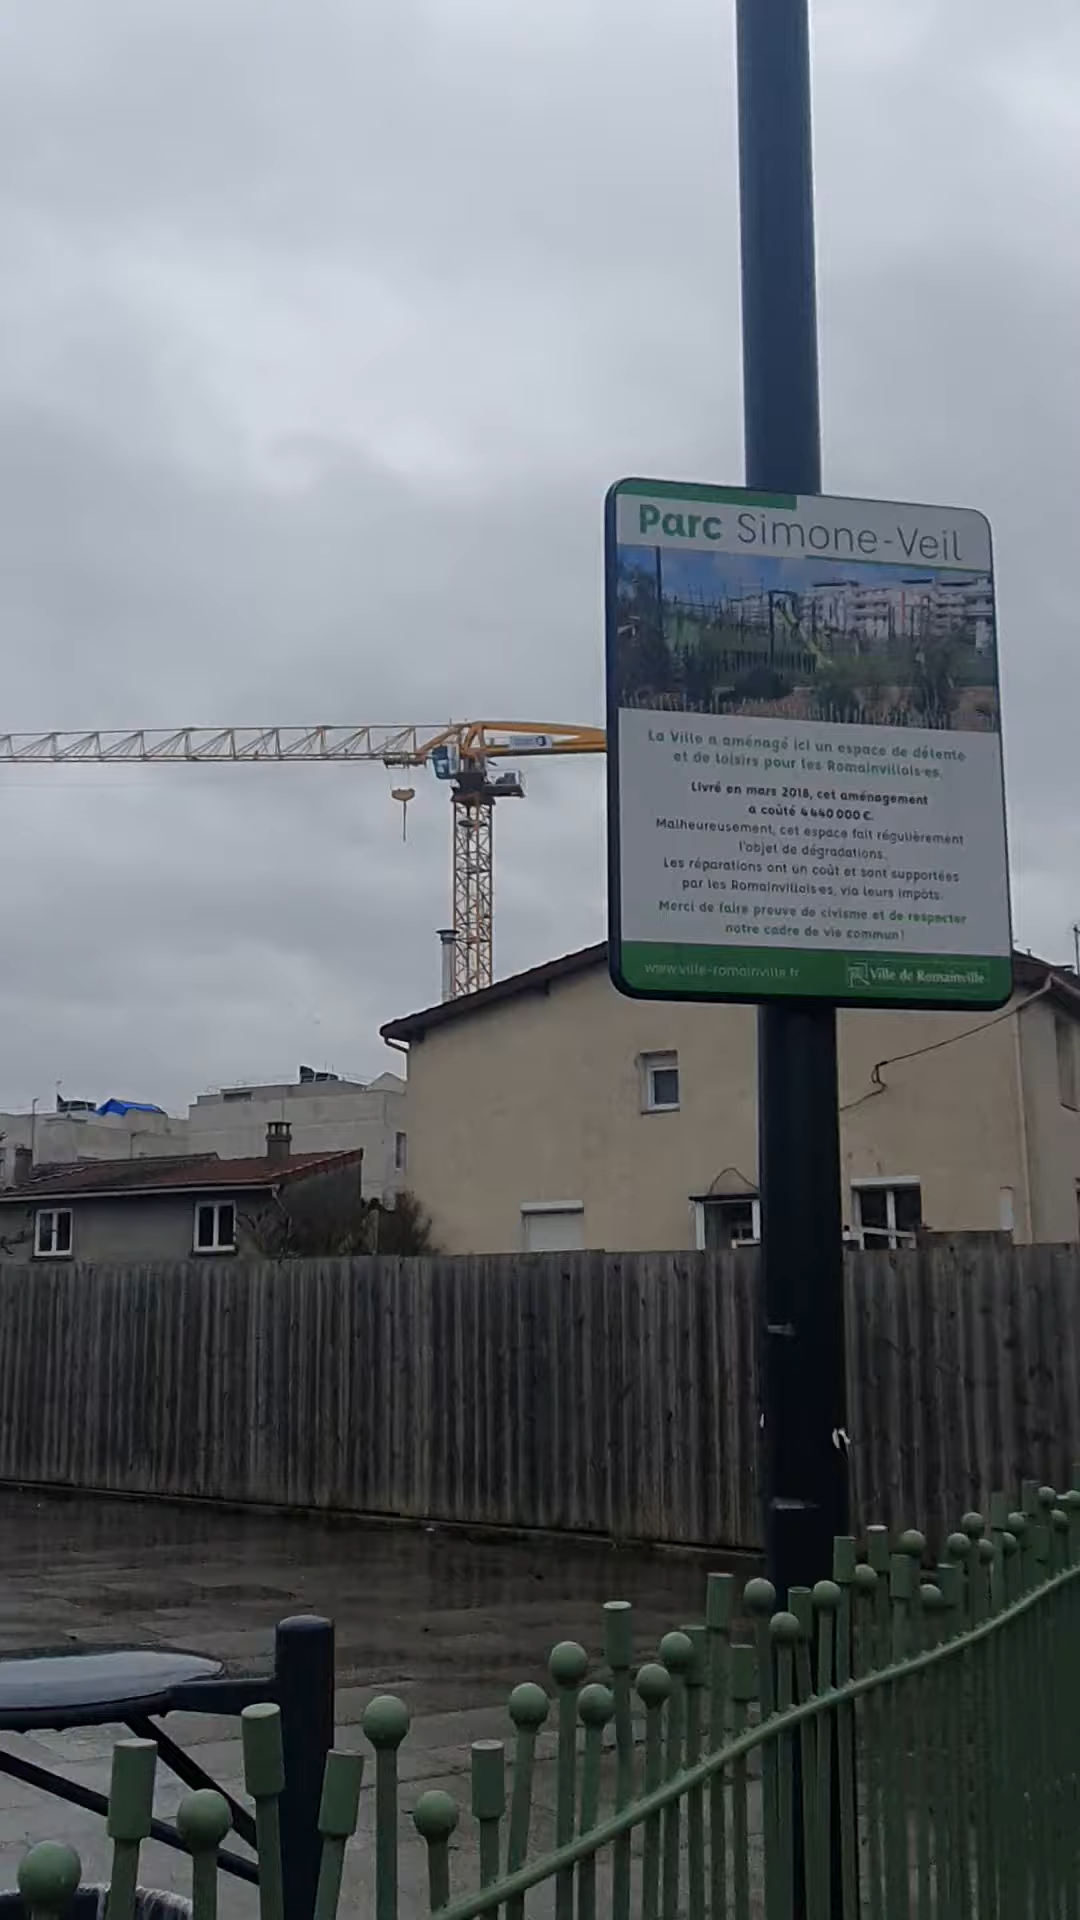 Parc Simone-Veil
La Ville a aménagé ici un espace de détente
et de loisirs pour les Romainvillois·es.
Livré en mars 2018, cet aménagement
a coûté 4 440 000 €.
Malheureusement, cet espace fait régulièrement
l'objet de dégradations.
Les réparations ont un coût et sont supportées
par les Romainvillois·es, via leurs impôts.
Merci de faire preuve de civisme et de respecter
notre cadre de vie commun!
www.ville-romainville.fr
Ville de Romainville